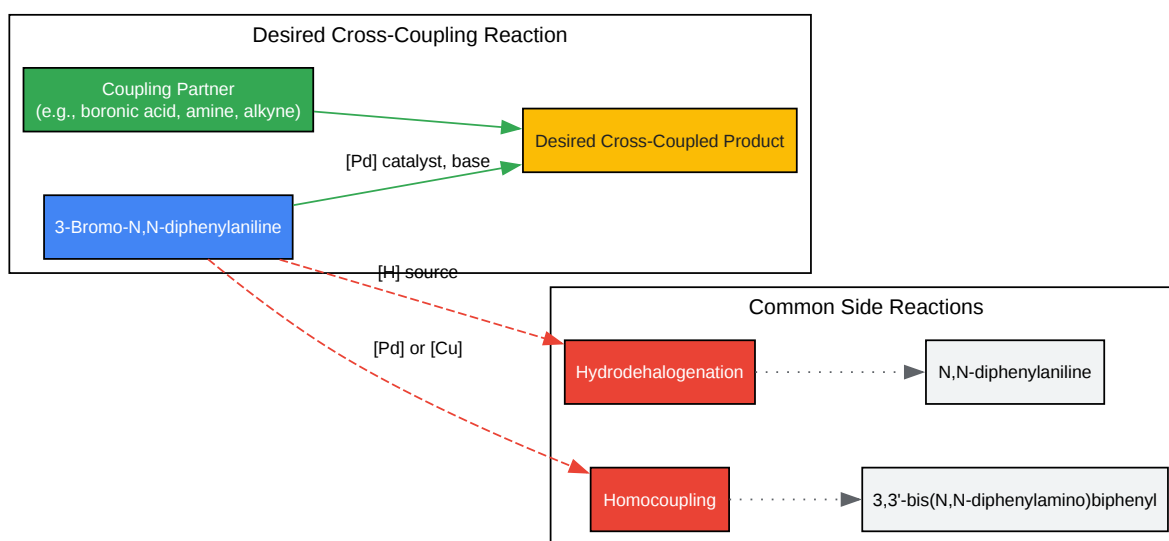 Desired Cross-Coupling Reaction
Coupling Partner
(e.g., boronic acid, amine, alkyne)
Desired Cross-Coupled Product
[Pd] catalyst, base
3-Bromo-N,N-diphenylaniline
[H] source
Common Side Reactions
[Pd] or [Cu]
Hydrodehalogenation
N,N-diphenylaniline
Homocoupling
3,3'-bis(N,N-diphenylamino)biphenyl